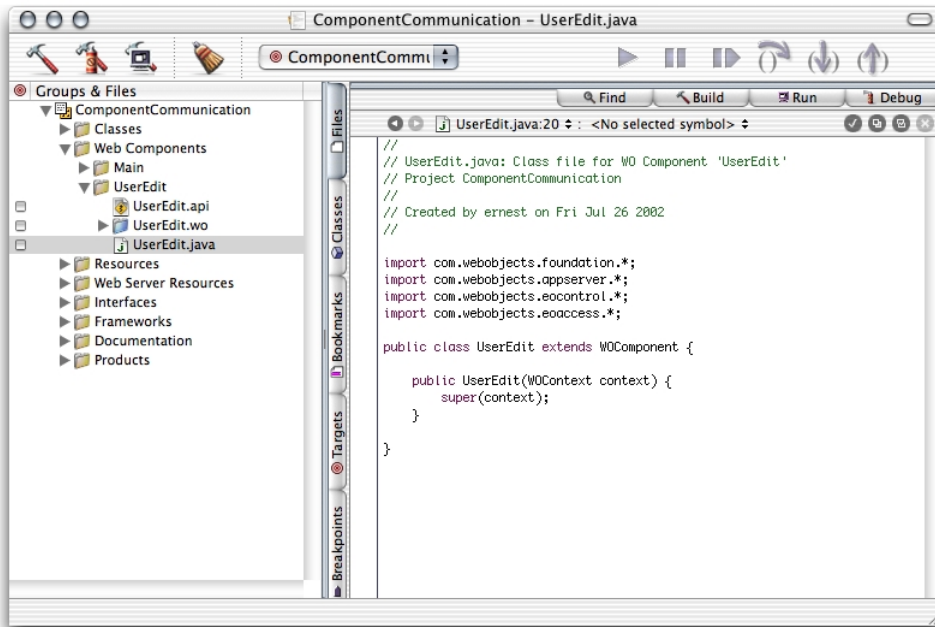 ComponentCommunication – UserEdit.java
ComponentCommu
Groups & Files
ComponentCommunication
Classes
Web Components
Main
UserEdit
UserEdit.api
UserEdit.wo
UserEdit.java
Resources
Web Server Resources
Interfaces
Frameworks
Documentation
Products
Files
Classes
Bookmarks
Targets
Breakpoints
Find Build Run Debug
UserEdit.java:20 : <No selected symbol>
//
// UserEdit.java: Class file for WO Component 'UserEdit'
// Project ComponentCommunication
//
// Created by ernest on Fri Jul 26 2002
//
import com.webobjects.foundation.*;
import com.webobjects.appserver.*;
import com.webobjects.eocontrol.*;
import com.webobjects.eoaccess.*;
public class UserEdit extends WOComponent {
public UserEdit(WOContext context) {
super(context);
}
}